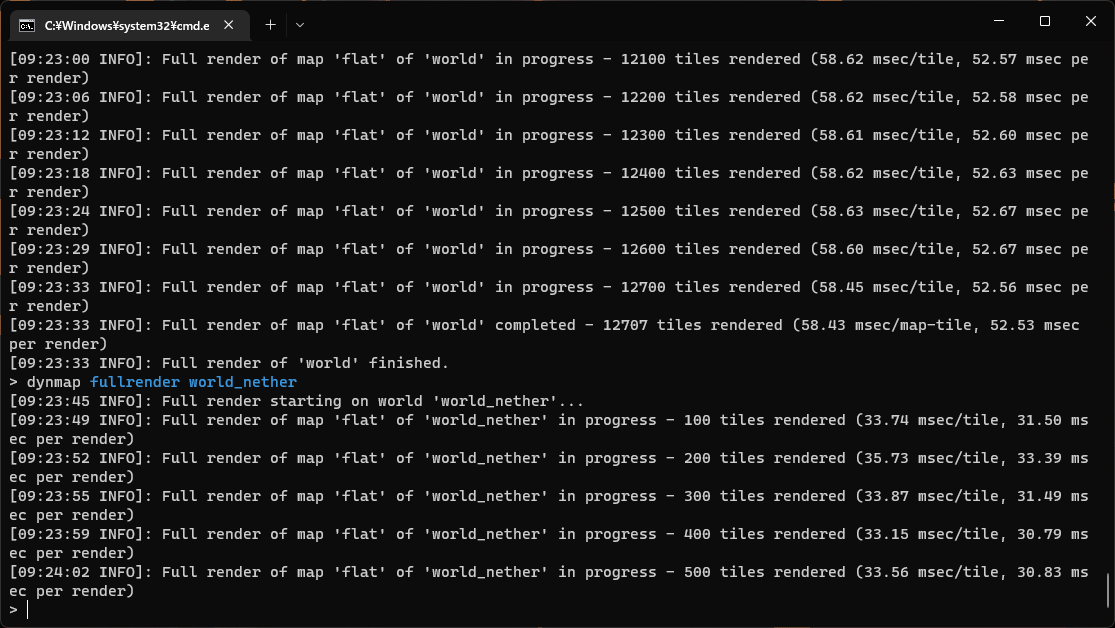 C:¥Windows¥system32¥cmd.e
[09:23:00 INFO]: Full render of map 'flat' of 'world' in progress - 12100 tiles rendered (58.62 msec/tile, 52.57 msec pe
r render)
[09:23:06 INFO]: Full render of map 'flat' of 'world' in progress - 12200 tiles rendered (58.62 msec/tile, 52.58 msec pe
r render)
[09:23:12 INFO]: Full render of map 'flat' of 'world' in progress - 12300 tiles rendered (58.61 msec/tile, 52.60 msec pe
r render)
[09:23:18 INFO]: Full render of map 'flat' of 'world' in progress - 12400 tiles rendered (58.62 msec/tile, 52.63 msec pe
r render)
[09:23:24 INFO]: Full render of map 'flat' of 'world' in progress - 12500 tiles rendered (58.63 msec/tile, 52.67 msec pe
r render)
[09:23:29 INFO]: Full render of map 'flat' of 'world' in progress - 12600 tiles rendered (58.60 msec/tile, 52.67 msec pe
r render)
[09:23:33 INFO]: Full render of map 'flat' of 'world' in progress - 12700 tiles rendered (58.45 msec/tile, 52.56 msec pe
r render)
[09:23:33 INFO]: Full render of map 'flat' of 'world' completed - 12707 tiles rendered (58.43 msec/map-tile, 52.53 msec
per render)
[09:23:33 INFO]: Full render of 'world' finished.
> dynmap fullrender world_nether
[09:23:45 INFO]: Full render starting on world 'world_nether'...
[09:23:49 INFO]: Full render of map 'flat' of 'world_nether' in progress - 100 tiles rendered (33.74 msec/tile, 31.50 ms
ec per render)
[09:23:52 INFO]: Full render of map 'flat' of 'world_nether' in progress - 200 tiles rendered (35.73 msec/tile, 33.39 ms
ec per render)
[09:23:55 INFO]: Full render of map 'flat' of 'world_nether' in progress - 300 tiles rendered (33.87 msec/tile, 31.49 ms
ec per render)
[09:23:59 INFO]: Full render of map 'flat' of 'world_nether' in progress - 400 tiles rendered (33.15 msec/tile, 30.79 ms
ec per render)
[09:24:02 INFO]: Full render of map 'flat' of 'world_nether' in progress - 500 tiles rendered (33.56 msec/tile, 30.83 ms
ec per render)
>